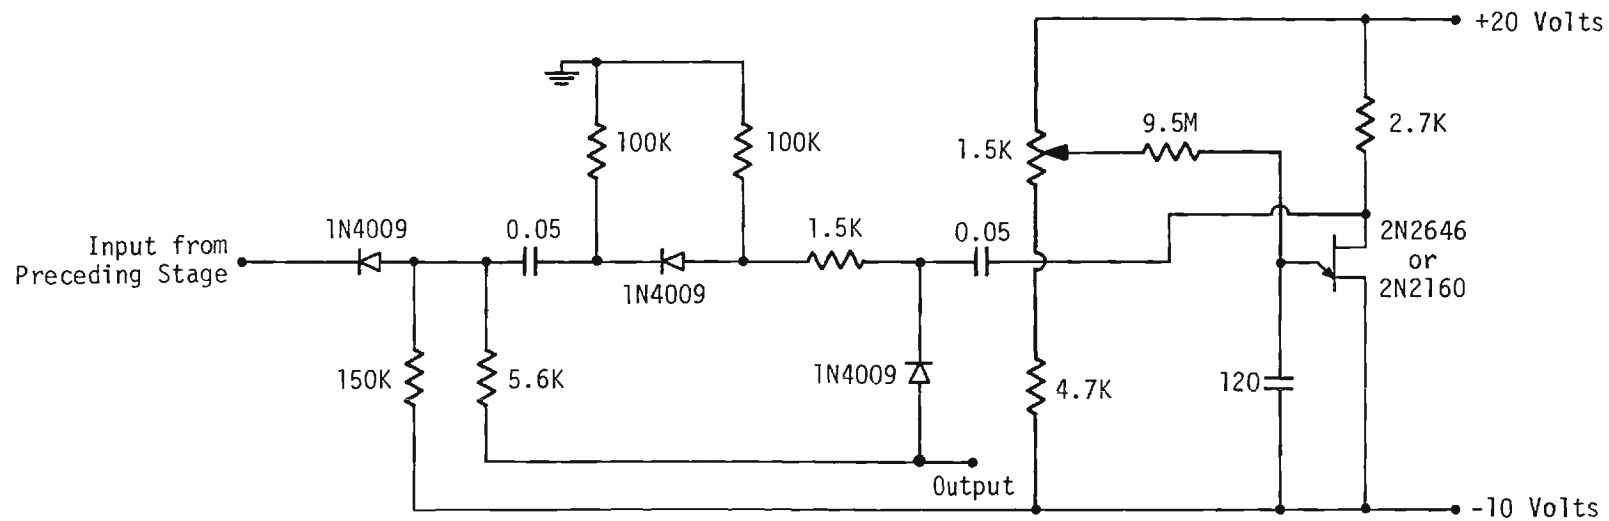 +20 Volts
9.5M
2.7K
100K
100K
1.5K
1N4009
0.05
1.5K
0.05
2N2646
or
2N2160
Input from
Preceding Stage
1N4009
150K
5.6K
1N4009
4.7K
120
Output
-10 Volts